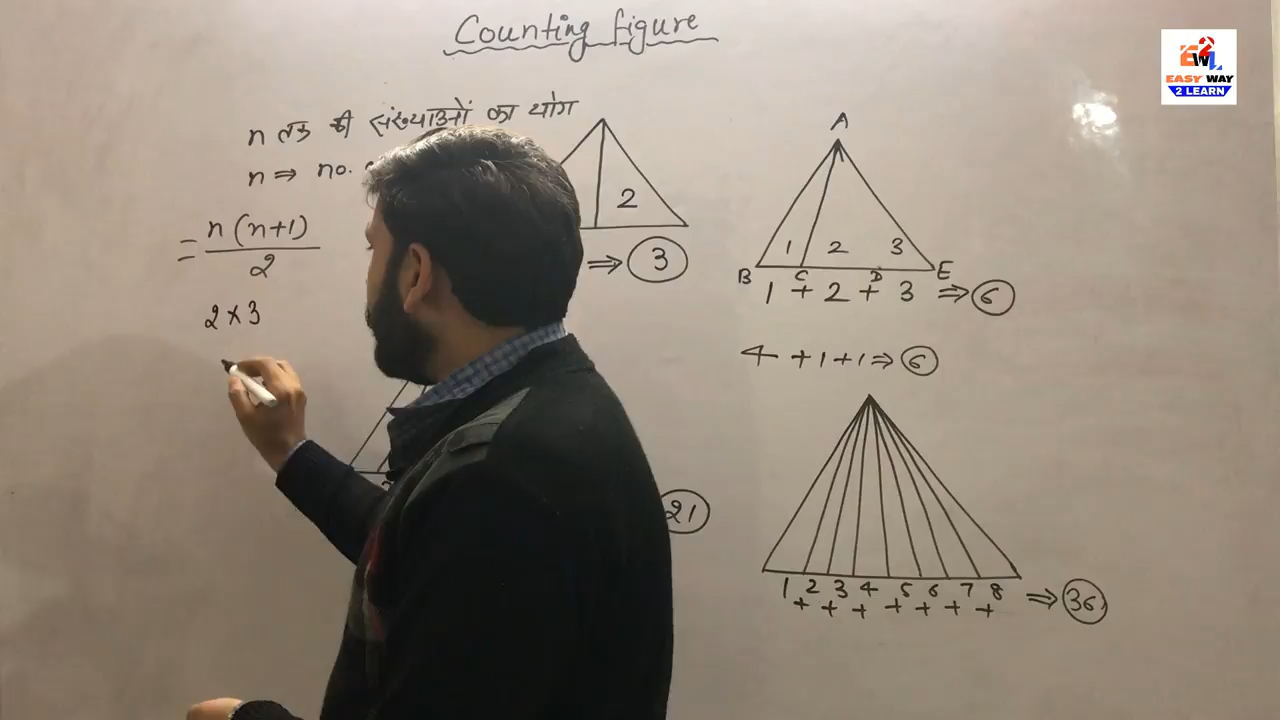 Counting figure
EWL
EASY WAY
2 LEARN
n तक की संख्याओं का योग
n ⇒ no.
= n (n+1)
2
2 × 3
2
⇒ 3
21
A
1 2 3
B C D E
1 + 2 + 3 ⇒ 6
4 + 1 + 1 ⇒ 6
1 2 3 4 5 6 7 8
+ + + + + + +
⇒ 36